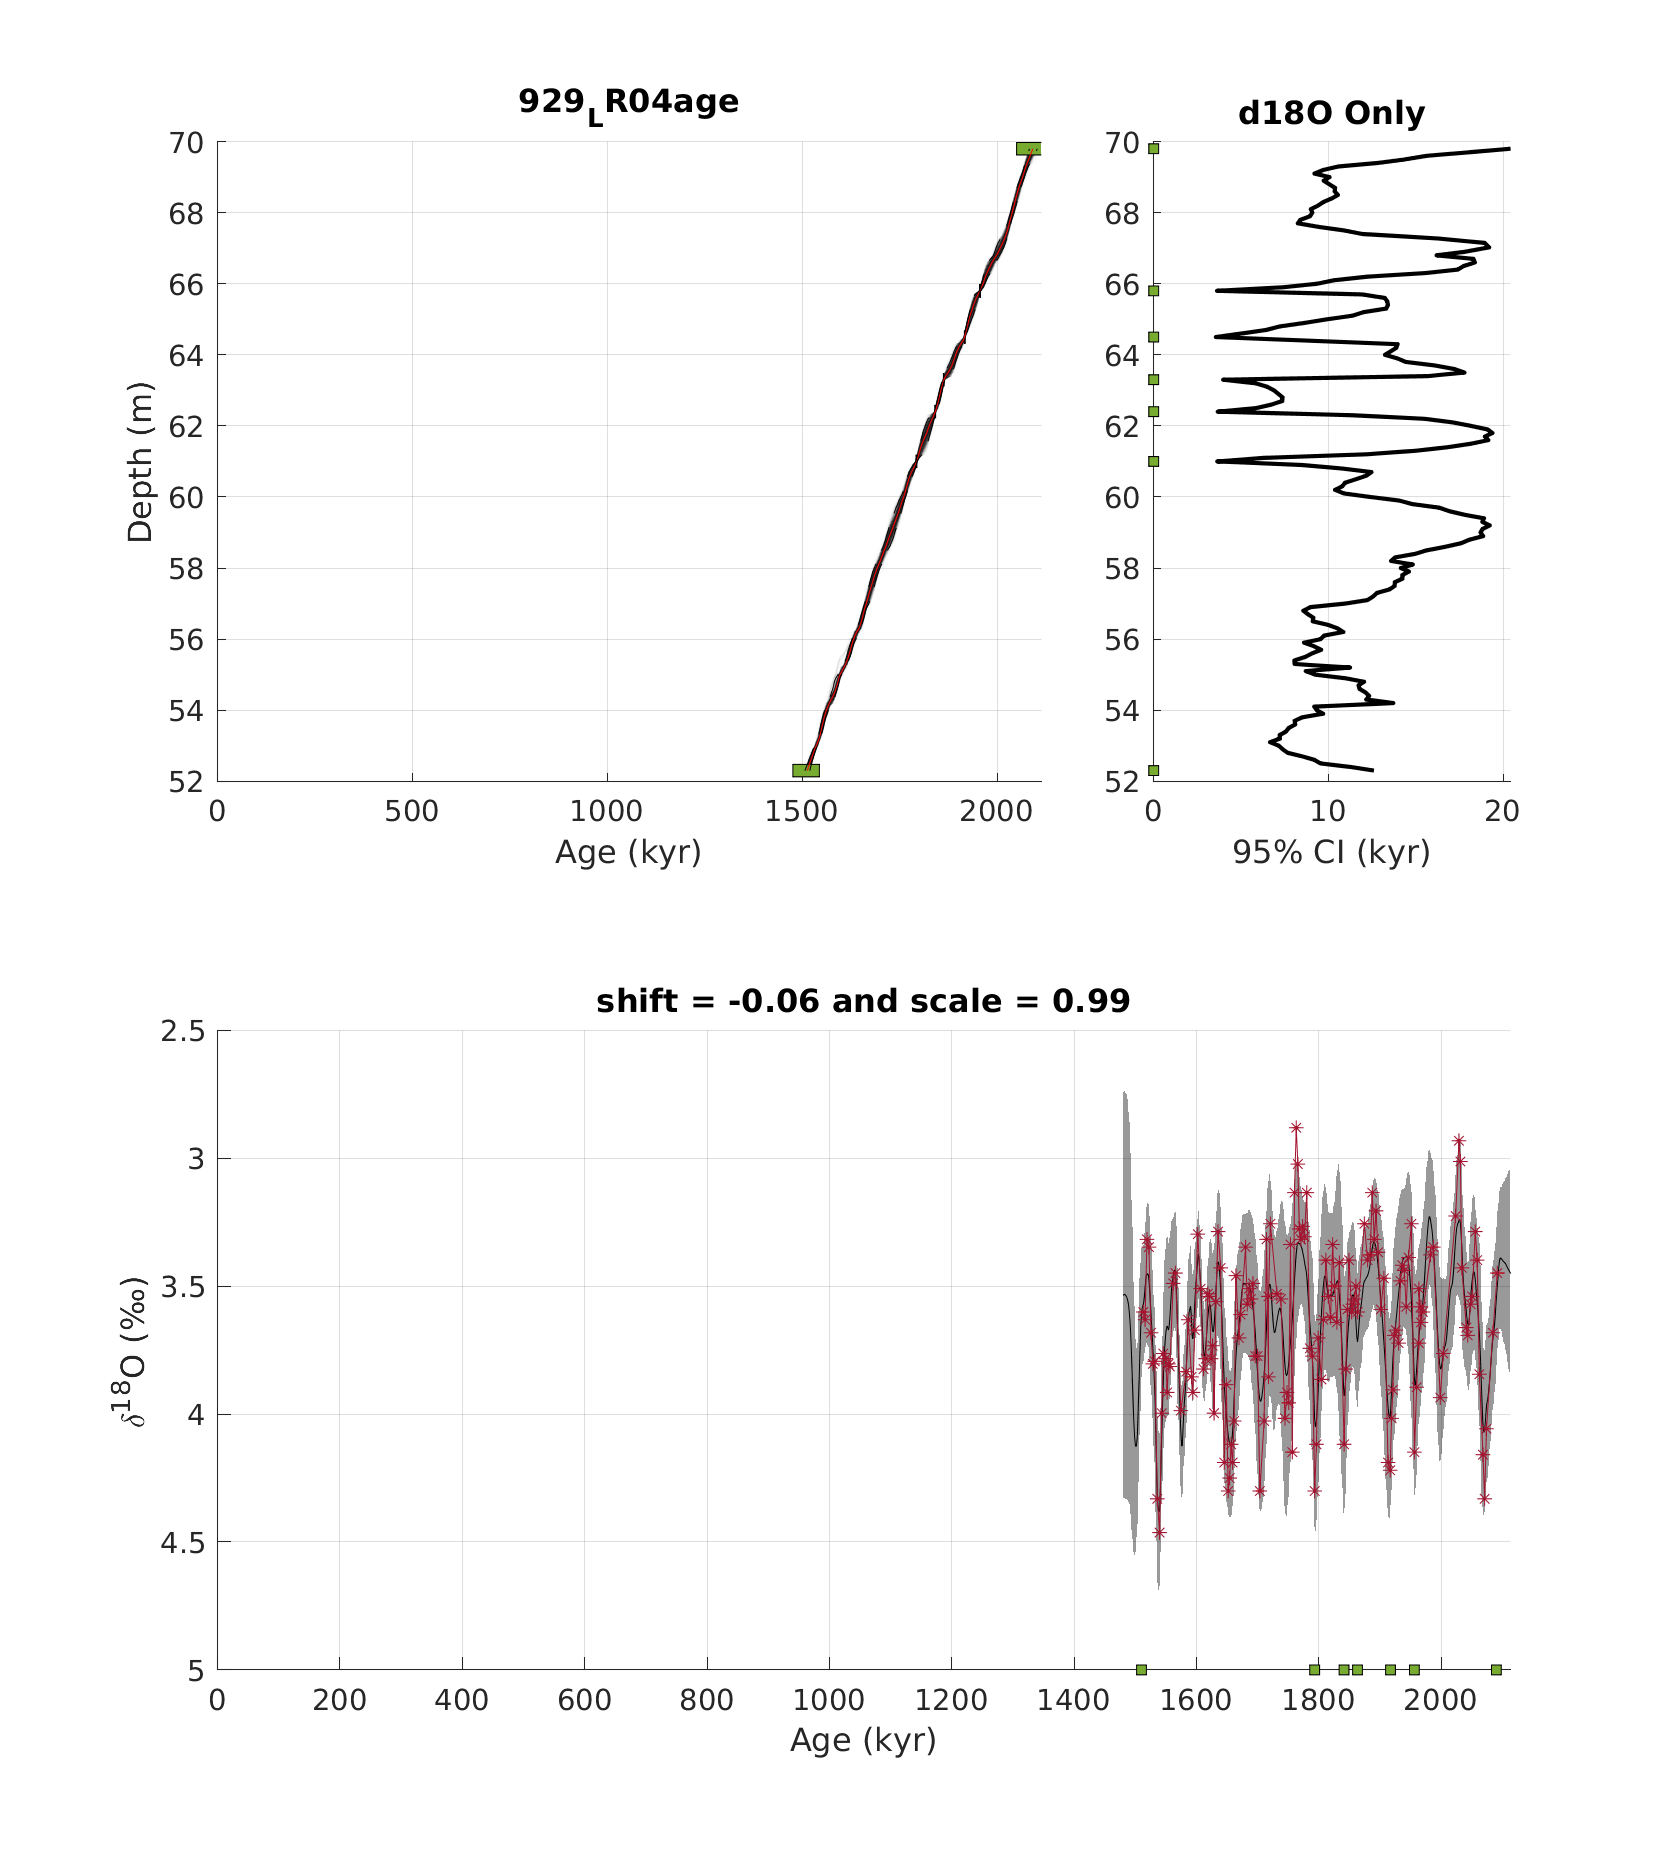 929LR04age
d18O Only
70
68
66
64
62
60
58
56
54
52
Depth (m)
0 500 1000 1500 2000
Age (kyr)
70
68
66
64
62
60
58
56
54
52
0 10 20
95% CI (kyr)
shift = -0.06 and scale = 0.99
2.5
3
3.5
4
4.5
5
δ18O (‰)
0 200 400 600 800 1000 1200 1400 1600 1800 2000
Age (kyr)